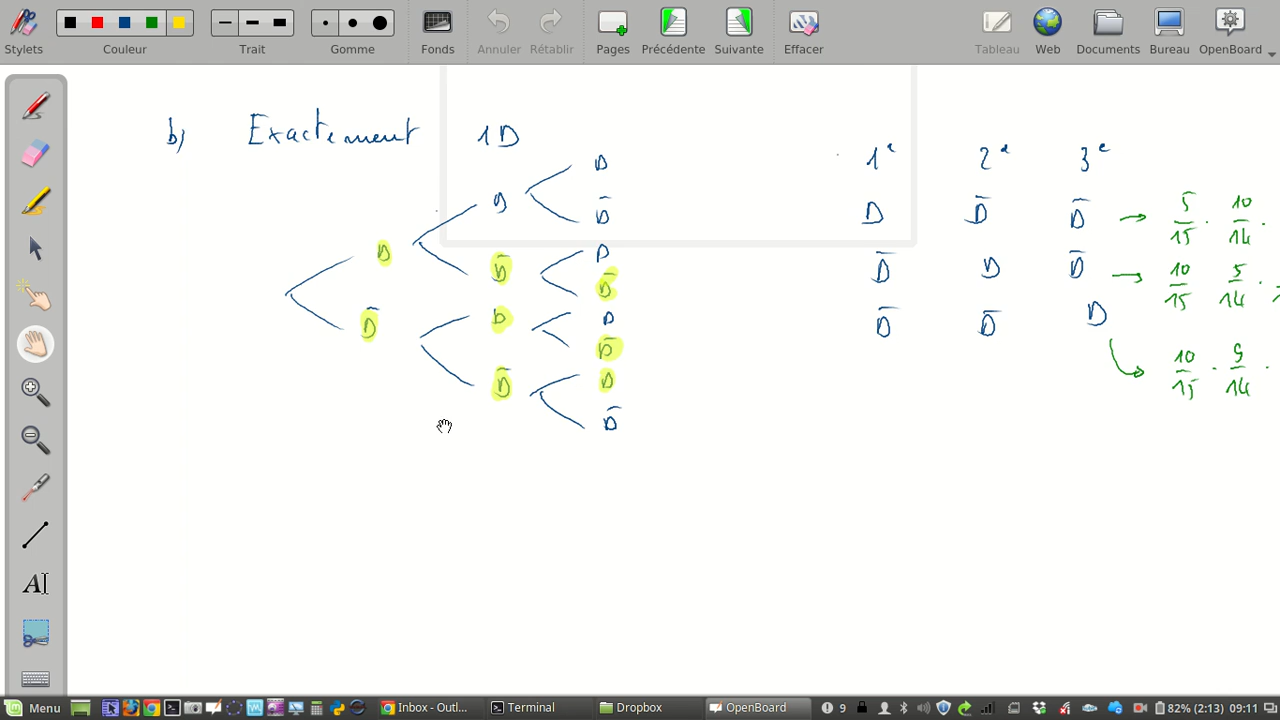 Stylets Couleur Trait Gomme Fonds Annuler Rétablir Pages Précédente Suivante Effacer Tableau Web Documents Bureau OpenBoard
b) Exactement 1D
1e 2e 3e
D D̄ D̄ → 5/15 · 10/14 ·
D̄ D D̄ → 10/15 5/14 ·
D̄ D̄ D → 10/15 · 9/14 ·
D
D
D̄
D
D
D̄
D̄
D̄
D
D
D̄
D̄
D
D̄
AI
Menu Inbox - Outl... Terminal Dropbox OpenBoard 9 82% (2:13) 09:11